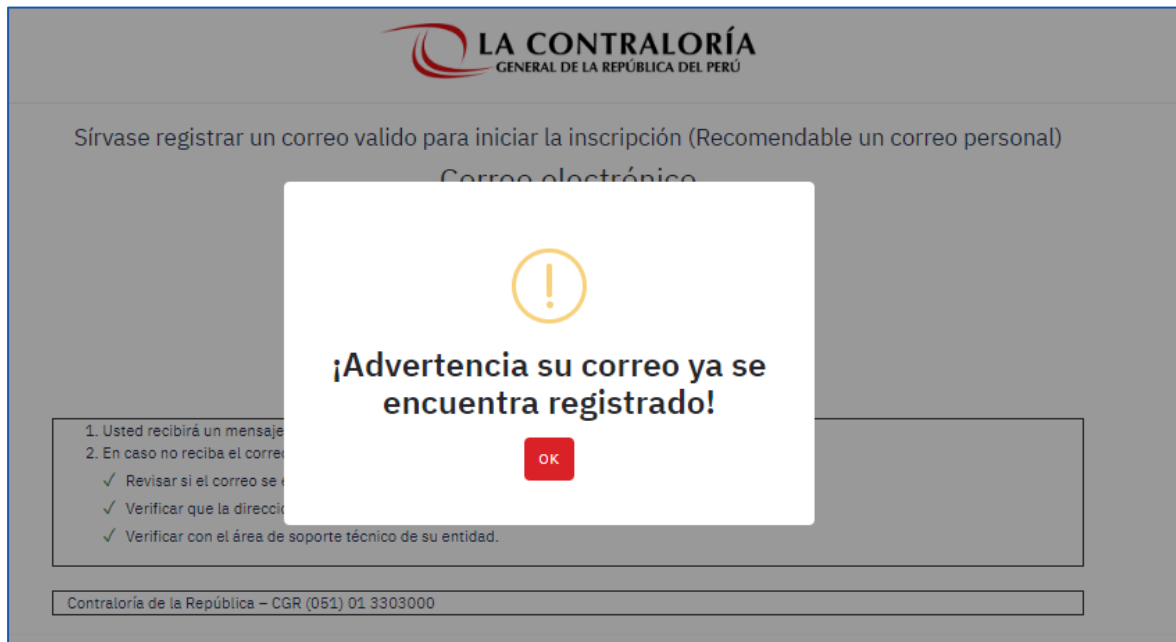 LA CONTRALORÍA
GENERAL DE LA REPÚBLICA DEL PERÚ
Sírvase registrar un correo valido para iniciar la inscripción (Recomendable un correo personal)
Correo electrónico
¡Advertencia su correo ya se
encuentra registrado!
OK
1. Usted recibirá un mensaje
2. En caso no reciba el corre
✓ Revisar si el correo se
✓ Verificar que la direcci
✓ Verificar con el área de soporte técnico de su entidad.
Contraloría de la República – CGR (051) 01 3303000